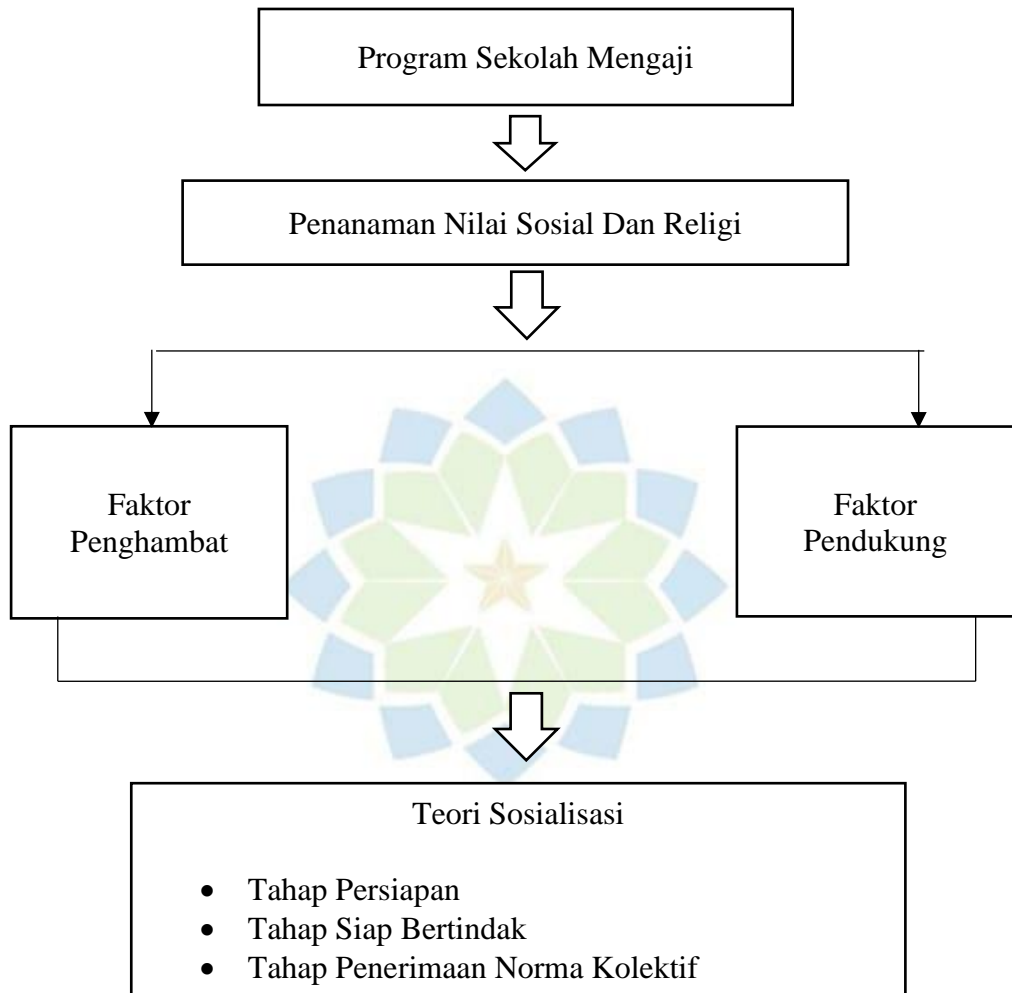 Program Sekolah Mengaji
Penanaman Nilai Sosial Dan Religi
Faktor
Penghambat
Faktor
Pendukung
Teori Sosialisasi
• Tahap Persiapan
• Tahap Siap Bertindak
• Tahap Penerimaan Norma Kolektif